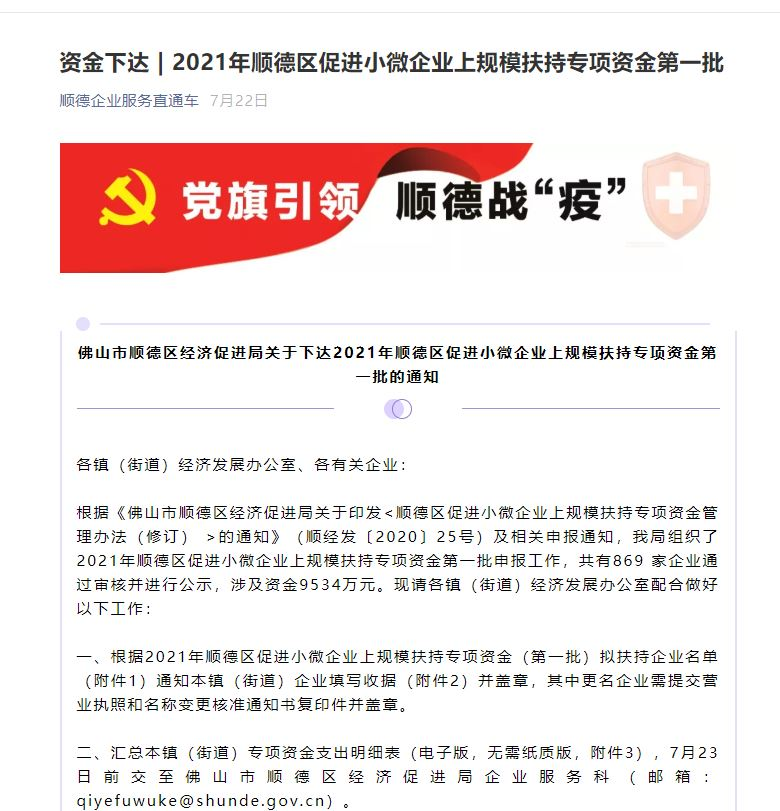 资金下达｜2021年顺德区促进小微企业上规模扶持专项资金第一批
顺德企业服务直通车 7月22日
党旗引领 顺德战“疫”
佛山市顺德区经济促进局关于下达2021年顺德区促进小微企业上规模扶持专项资金第
一批的通知
各镇（街道）经济发展办公室、各有关企业：
根据《佛山市顺德区经济促进局关于印发<顺德区促进小微企业上规模扶持专项资金管
理办法（修订） >的通知》（顺经发〔2020〕25号）及相关申报通知，我局组织了
2021年顺德区促进小微企业上规模扶持专项资金第一批申报工作，共有869 家企业通
过审核并进行公示，涉及资金9534万元。现请各镇（街道）经济发展办公室配合做好
以下工作：
一、根据2021年顺德区促进小微企业上规模扶持专项资金（第一批）拟扶持企业名单
（附件1）通知本镇（街道）企业填写收据（附件2）并盖章，其中更名企业需提交营
业执照和名称变更核准通知书复印件并盖章。
二、汇总本镇（街道）专项资金支出明细表（电子版，无需纸质版，附件3），7月23
日前交至佛山市顺德区经济促进局企业服务科（邮箱：
qiyefuwuke@shunde.gov.cn）。